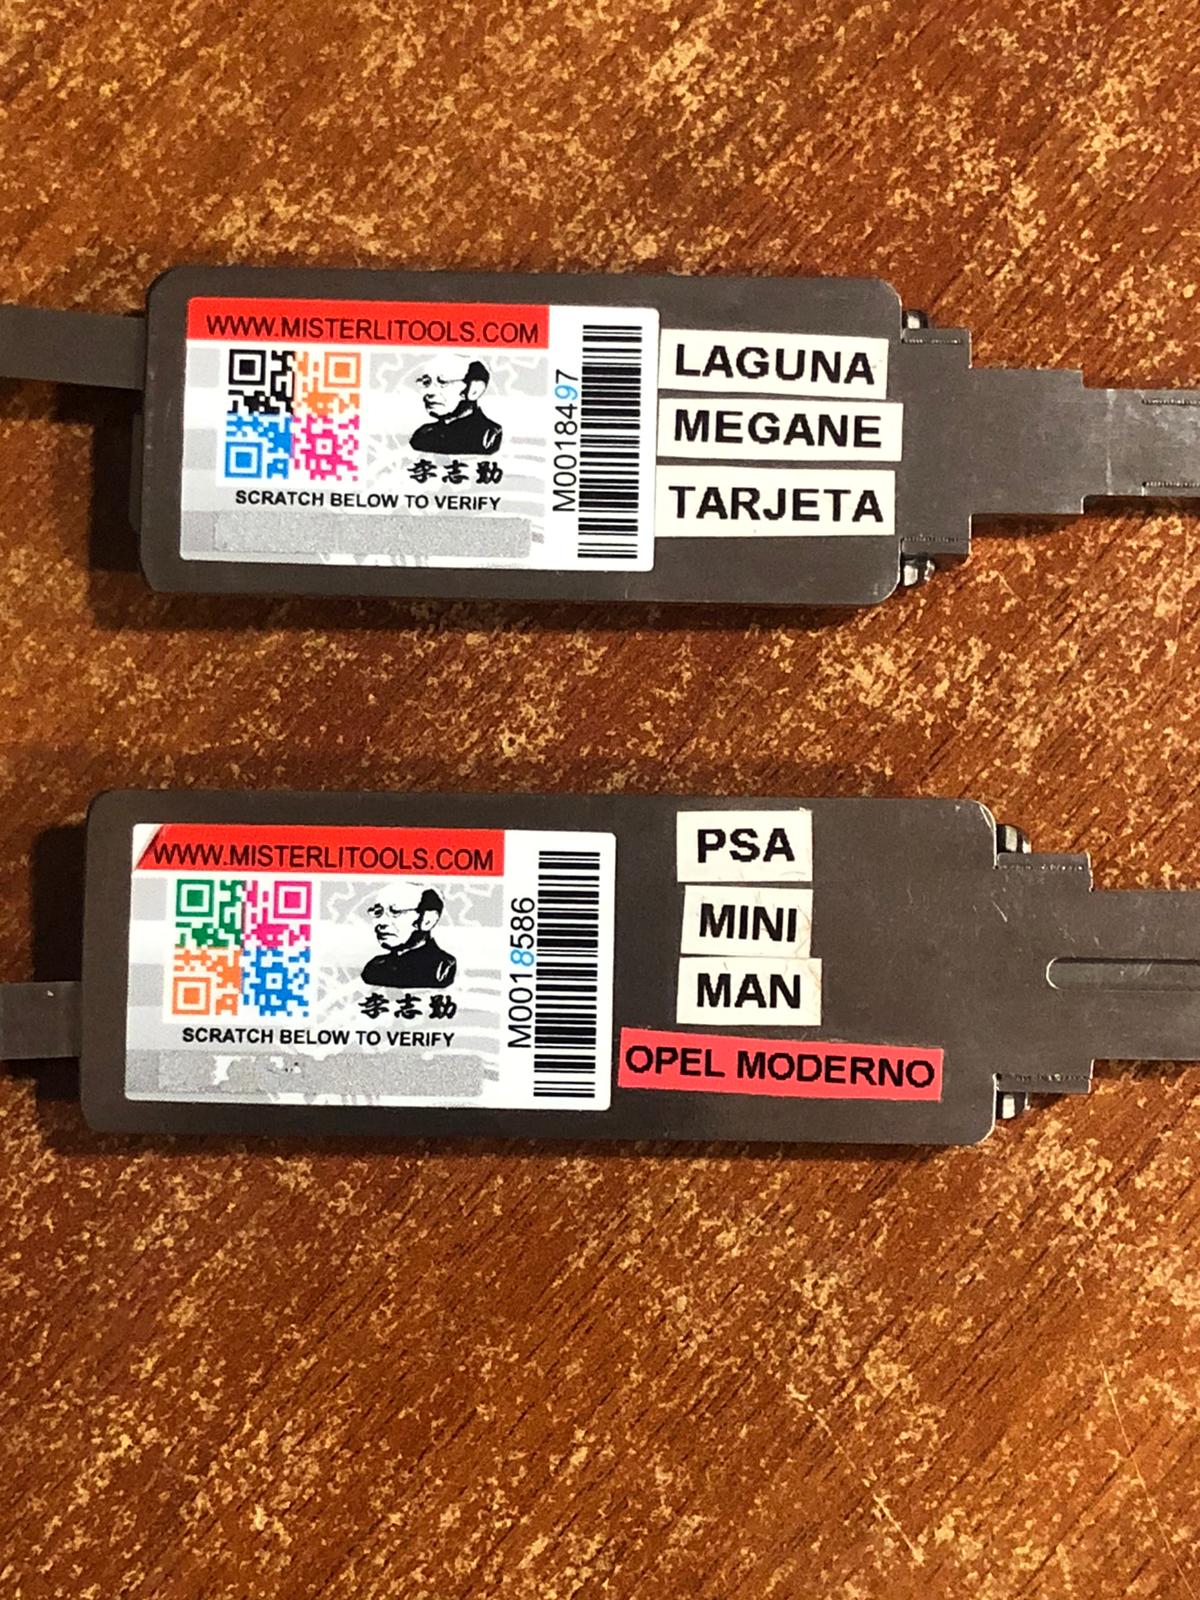 WWW.MISTERLITOOLS.COM
李志勤
SCRATCH BELOW TO VERIFY
M0018497
LAGUNA
MEGANE
TARJETA
WWW.MISTERLITOOLS.COM
李志勤
SCRATCH BELOW TO VERIFY
M0018586
PSA
MINI
MAN
OPEL MODERNO